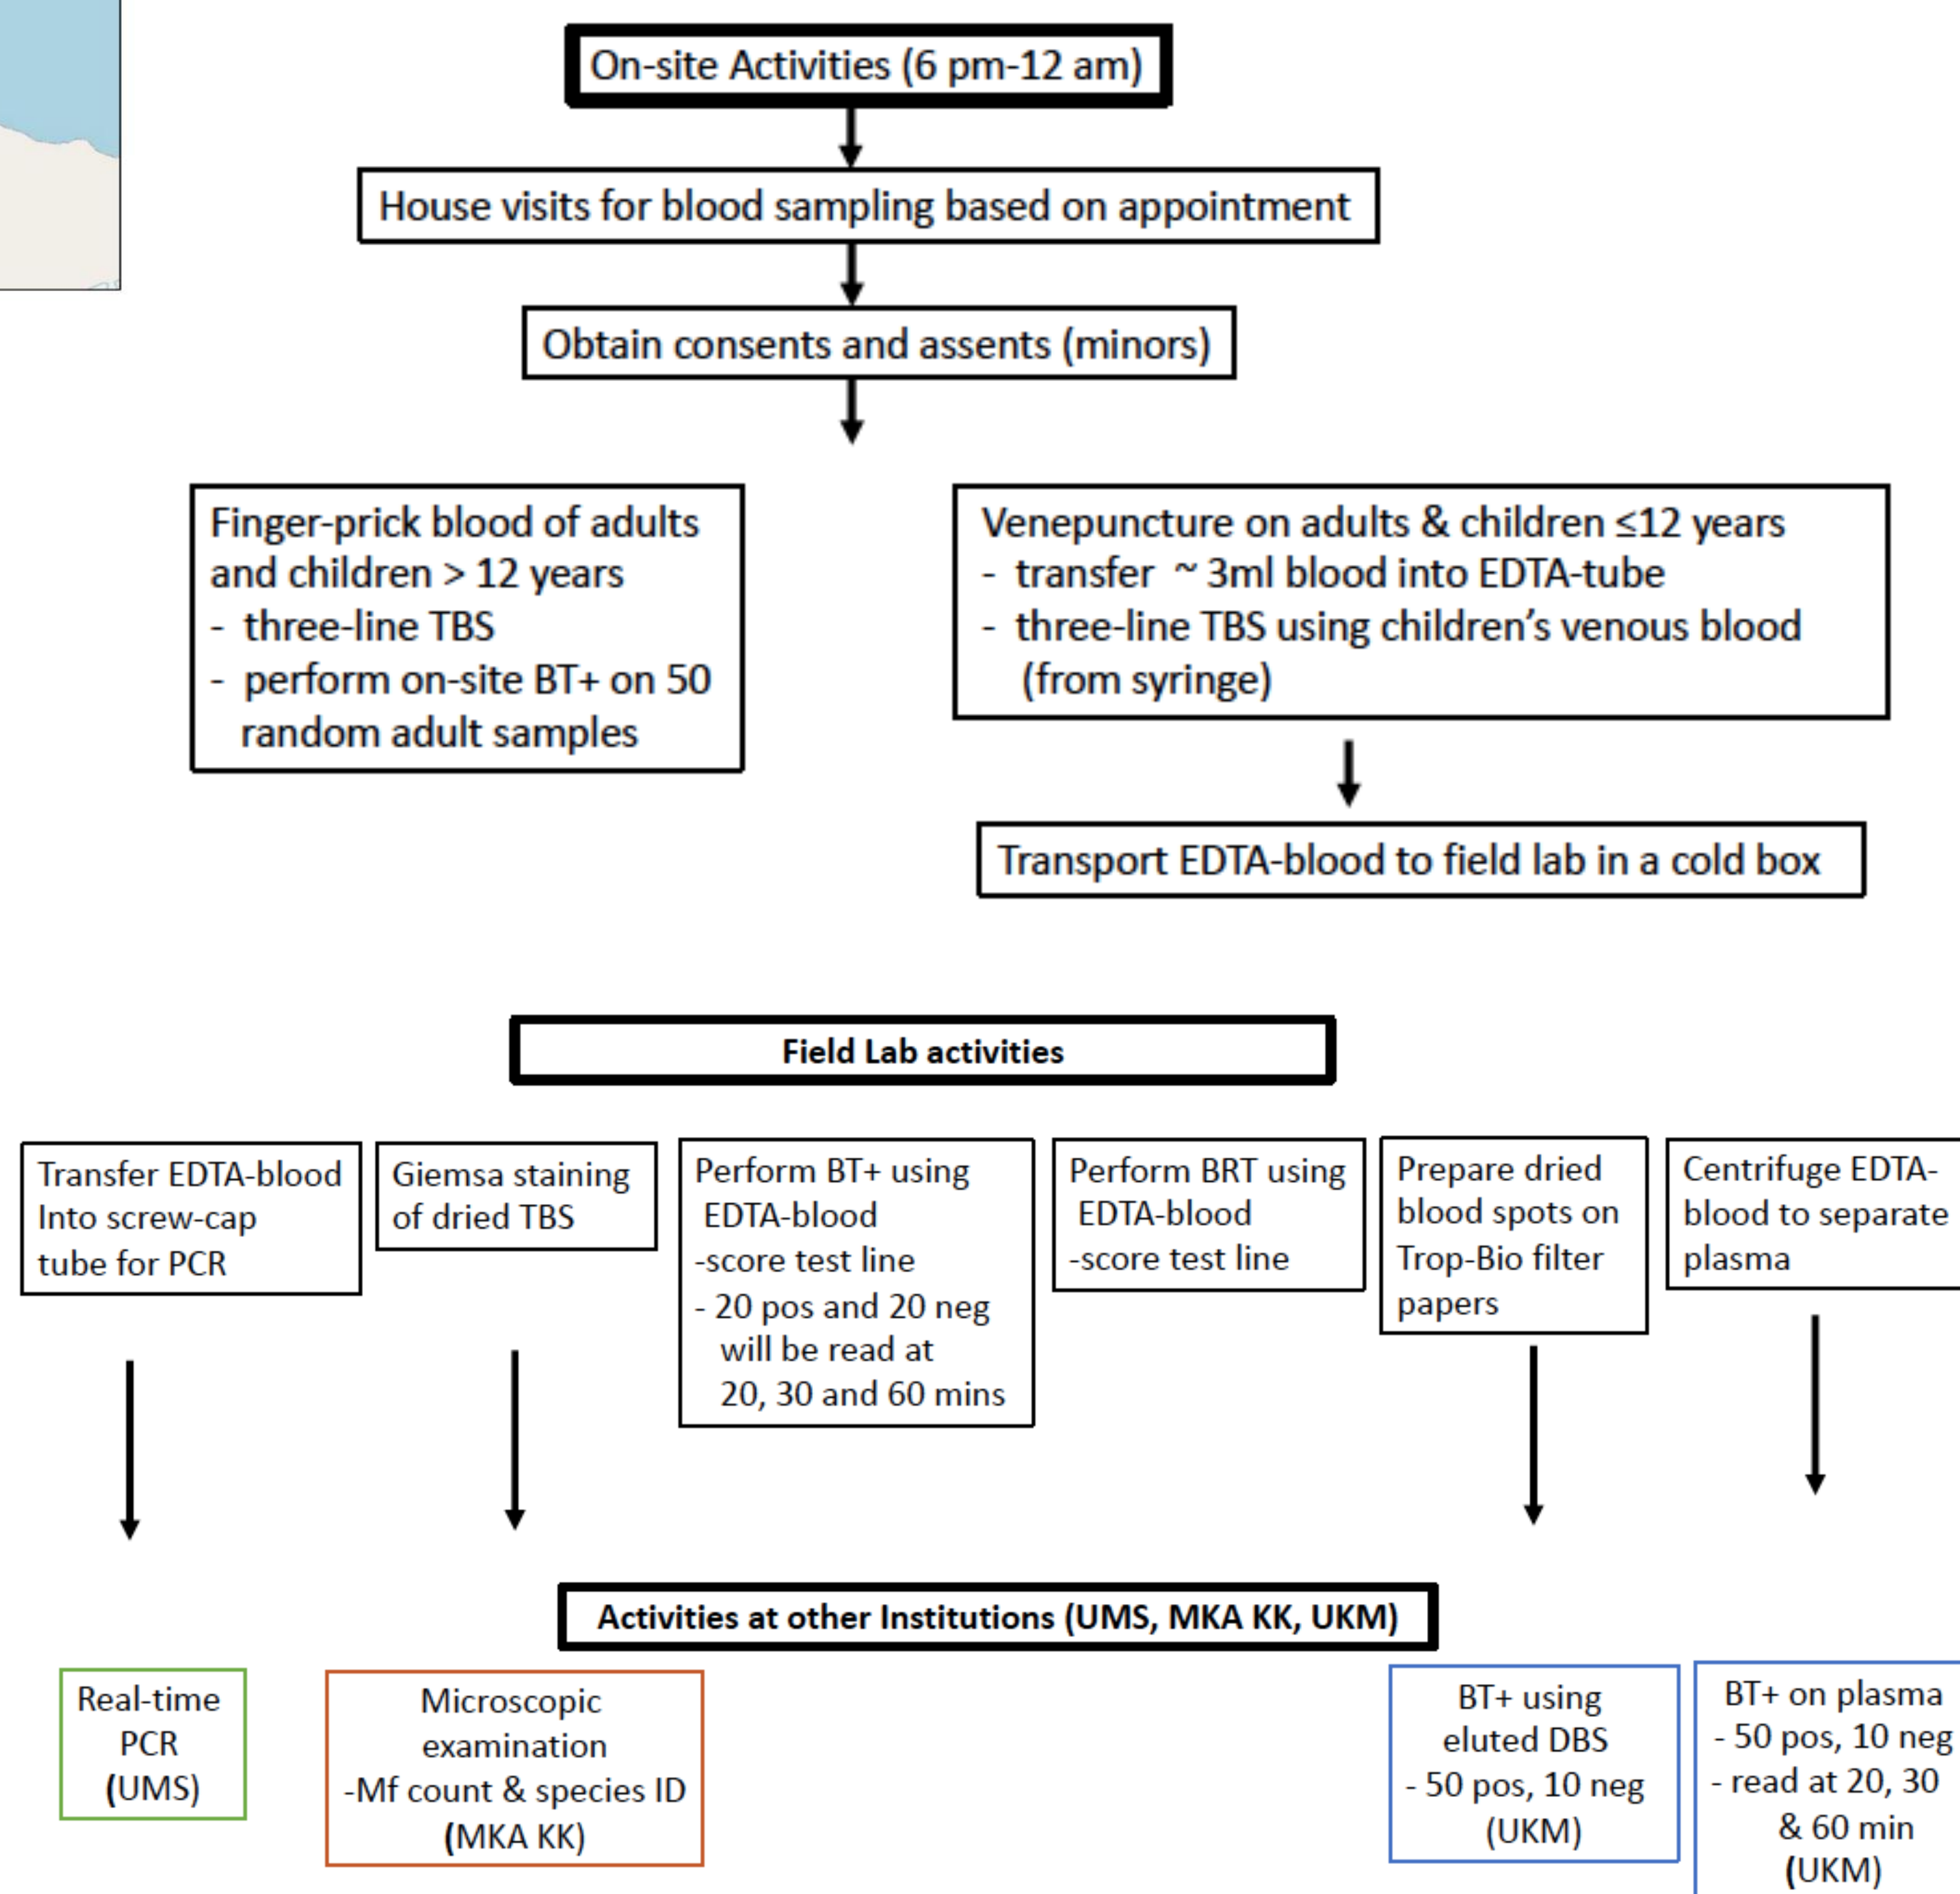 On-site Activities (6 pm-12 am)
House visits for blood sampling based on appointment
Obtain consents and assents (minors)
Finger-prick blood of adults
and children > 12 years
- three-line TBS
- perform on-site BT+ on 50
random adult samples
Venepuncture on adults & children ≤12 years
- transfer ~ 3ml blood into EDTA-tube
- three-line TBS using children's venous blood
(from syringe)
Transport EDTA-blood to field lab in a cold box
Field Lab activities
Transfer EDTA-blood
Into screw-cap
tube for PCR
Giemsa staining
of dried TBS
Perform BT+ using
EDTA-blood
-score test line
- 20 pos and 20 neg
will be read at
20, 30 and 60 mins
Perform BRT using
EDTA-blood
-score test line
Prepare dried
blood spots on
Trop-Bio filter
papers
Centrifuge EDTA-
blood to separate
plasma
Activities at other Institutions (UMS, MKA KK, UKM)
Real-time
PCR
(UMS)
Microscopic
examination
-Mf count & species ID
(MKA KK)
BT+ using
eluted DBS
- 50 pos, 10 neg
(UKM)
BT+ on plasma
- 50 pos, 10 neg
- read at 20, 30
& 60 min
(UKM)